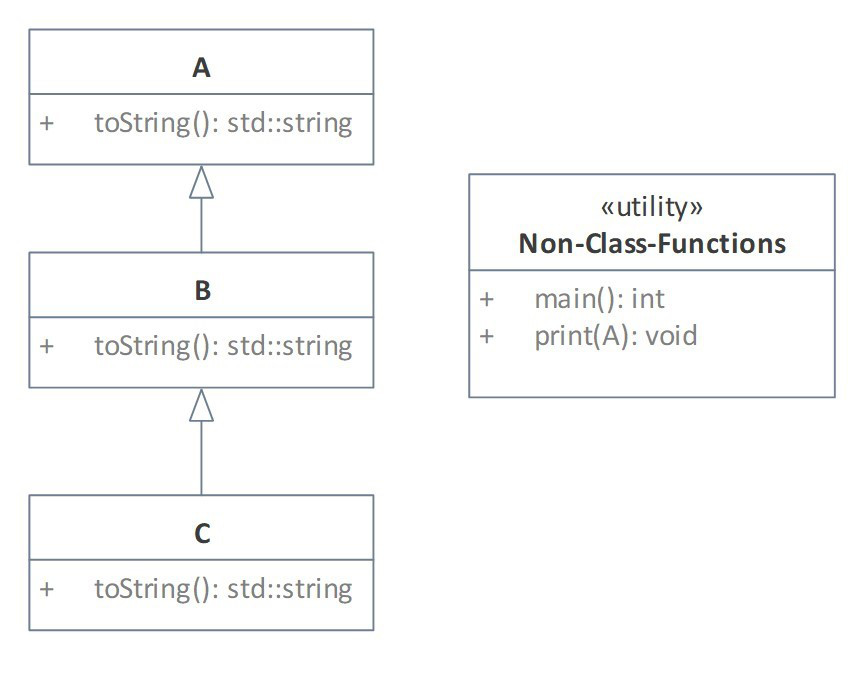 A
+ toString(): std::string
B
+ toString(): std::string
C
+ toString(): std::string
«utility»
Non-Class-Functions
+ main(): int
+ print(A): void